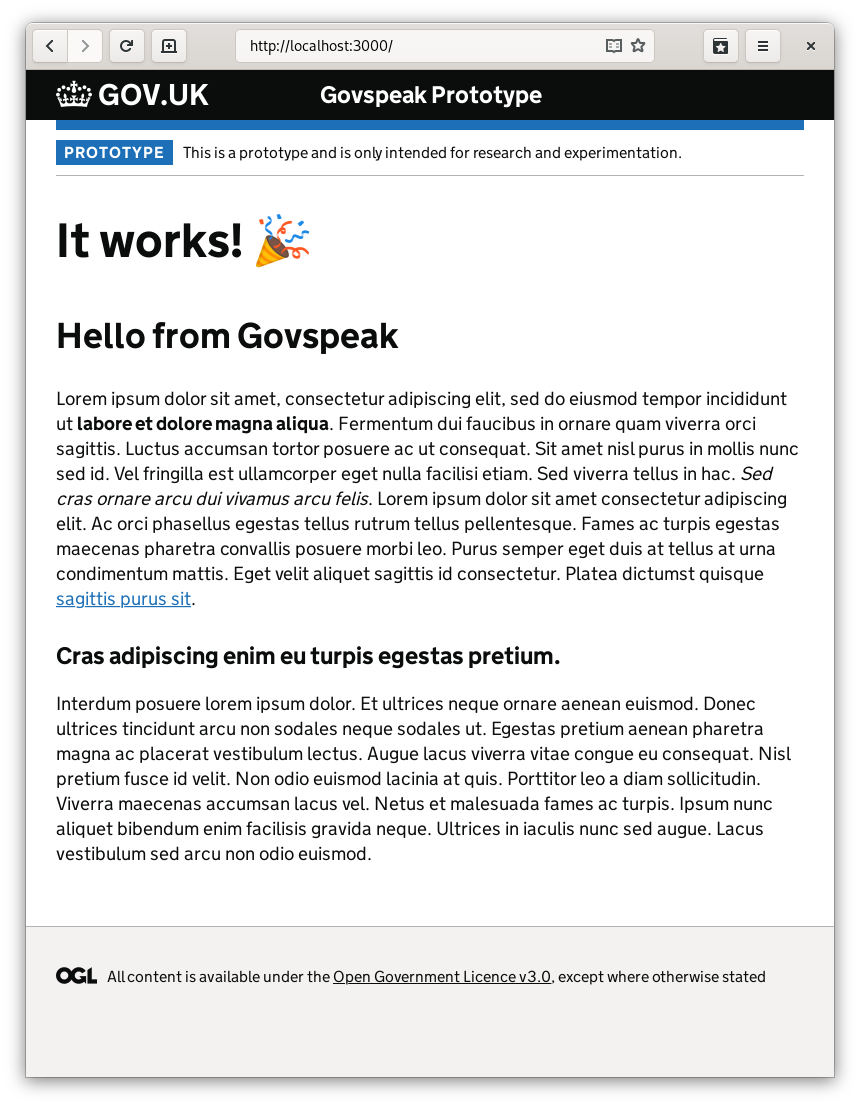 http://localhost:3000/
GOV.UK
Govspeak Prototype
PROTOTYPE This is a prototype and is only intended for research and experimentation.
It works! 🎉
Hello from Govspeak
Lorem ipsum dolor sit amet, consectetur adipiscing elit, sed do eiusmod tempor incididunt
ut labore et dolore magna aliqua. Fermentum dui faucibus in ornare quam viverra orci
sagittis. Luctus accumsan tortor posuere ac ut consequat. Sit amet nisl purus in mollis nunc
sed id. Vel fringilla est ullamcorper eget nulla facilisi etiam. Sed viverra tellus in hac. Sed
cras ornare arcu dui vivamus arcu felis. Lorem ipsum dolor sit amet consectetur adipiscing
elit. Ac orci phasellus egestas tellus rutrum tellus pellentesque. Fames ac turpis egestas
maecenas pharetra convallis posuere morbi leo. Purus semper eget duis at tellus at urna
condimentum mattis. Eget velit aliquet sagittis id consectetur. Platea dictumst quisque
sagittis purus sit.
Cras adipiscing enim eu turpis egestas pretium.
Interdum posuere lorem ipsum dolor. Et ultrices neque ornare aenean euismod. Donec
ultrices tincidunt arcu non sodales neque sodales ut. Egestas pretium aenean pharetra
magna ac placerat vestibulum lectus. Augue lacus viverra vitae congue eu consequat. Nisl
pretium fusce id velit. Non odio euismod lacinia at quis. Porttitor leo a diam sollicitudin.
Viverra maecenas accumsan lacus vel. Netus et malesuada fames ac turpis. Ipsum nunc
aliquet bibendum enim facilisis gravida neque. Ultrices in iaculis nunc sed augue. Lacus
vestibulum sed arcu non odio euismod.
OGL All content is available under the Open Government Licence v3.0, except where otherwise stated